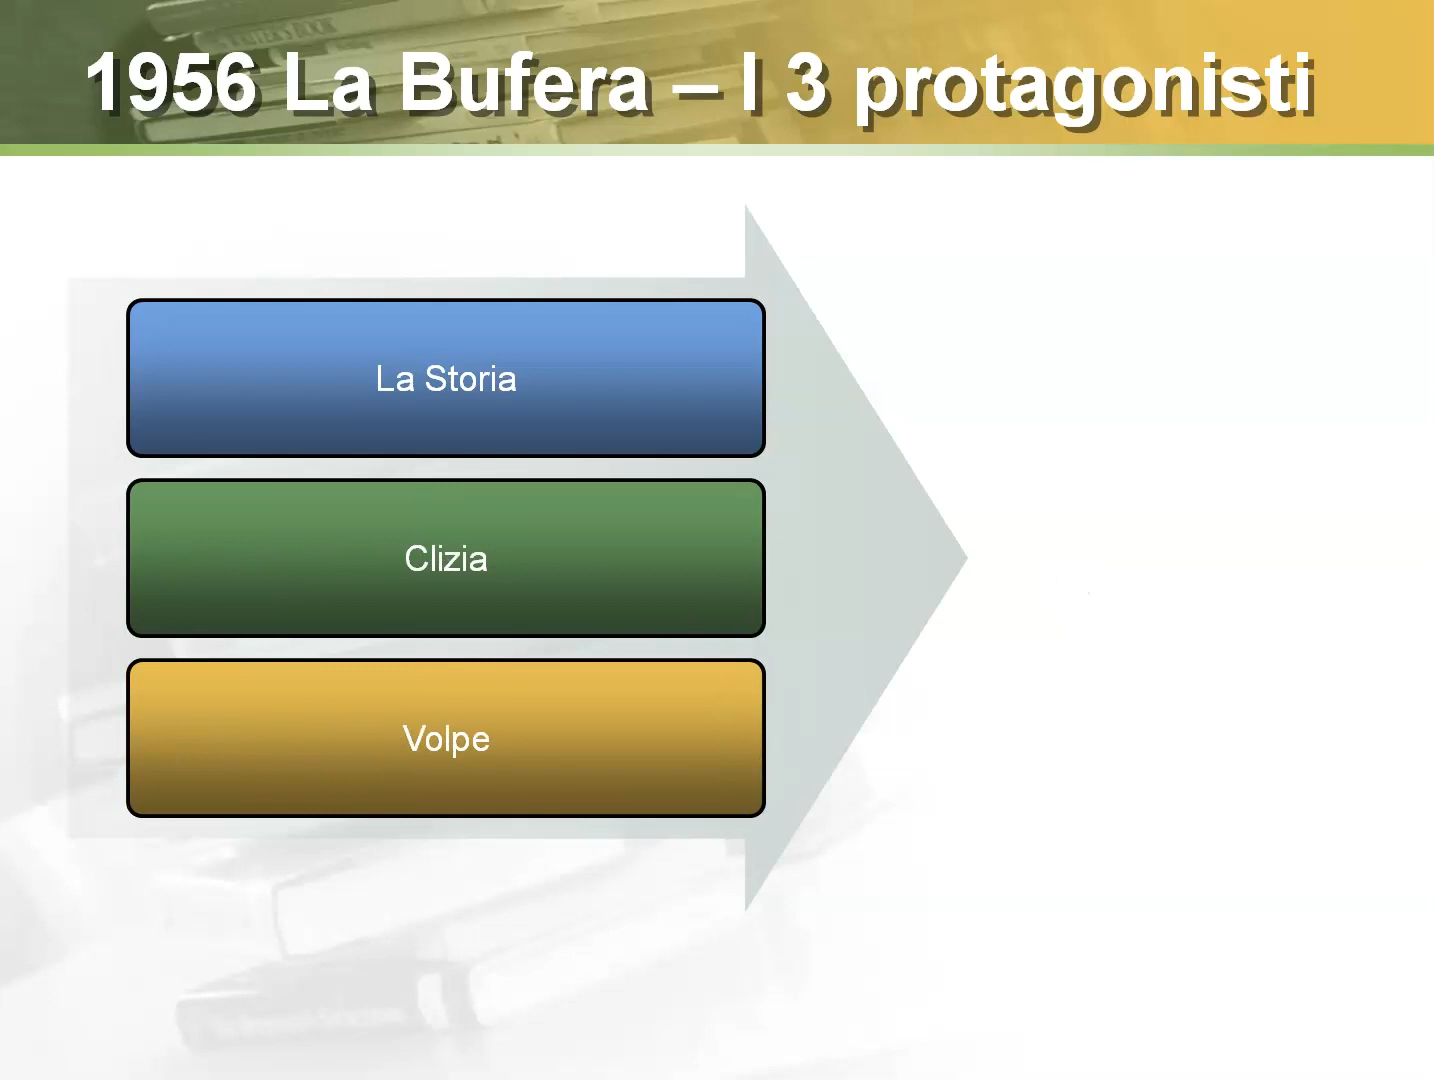 1956 La Bufera – I 3 protagonisti
La Storia
Clizia
Volpe